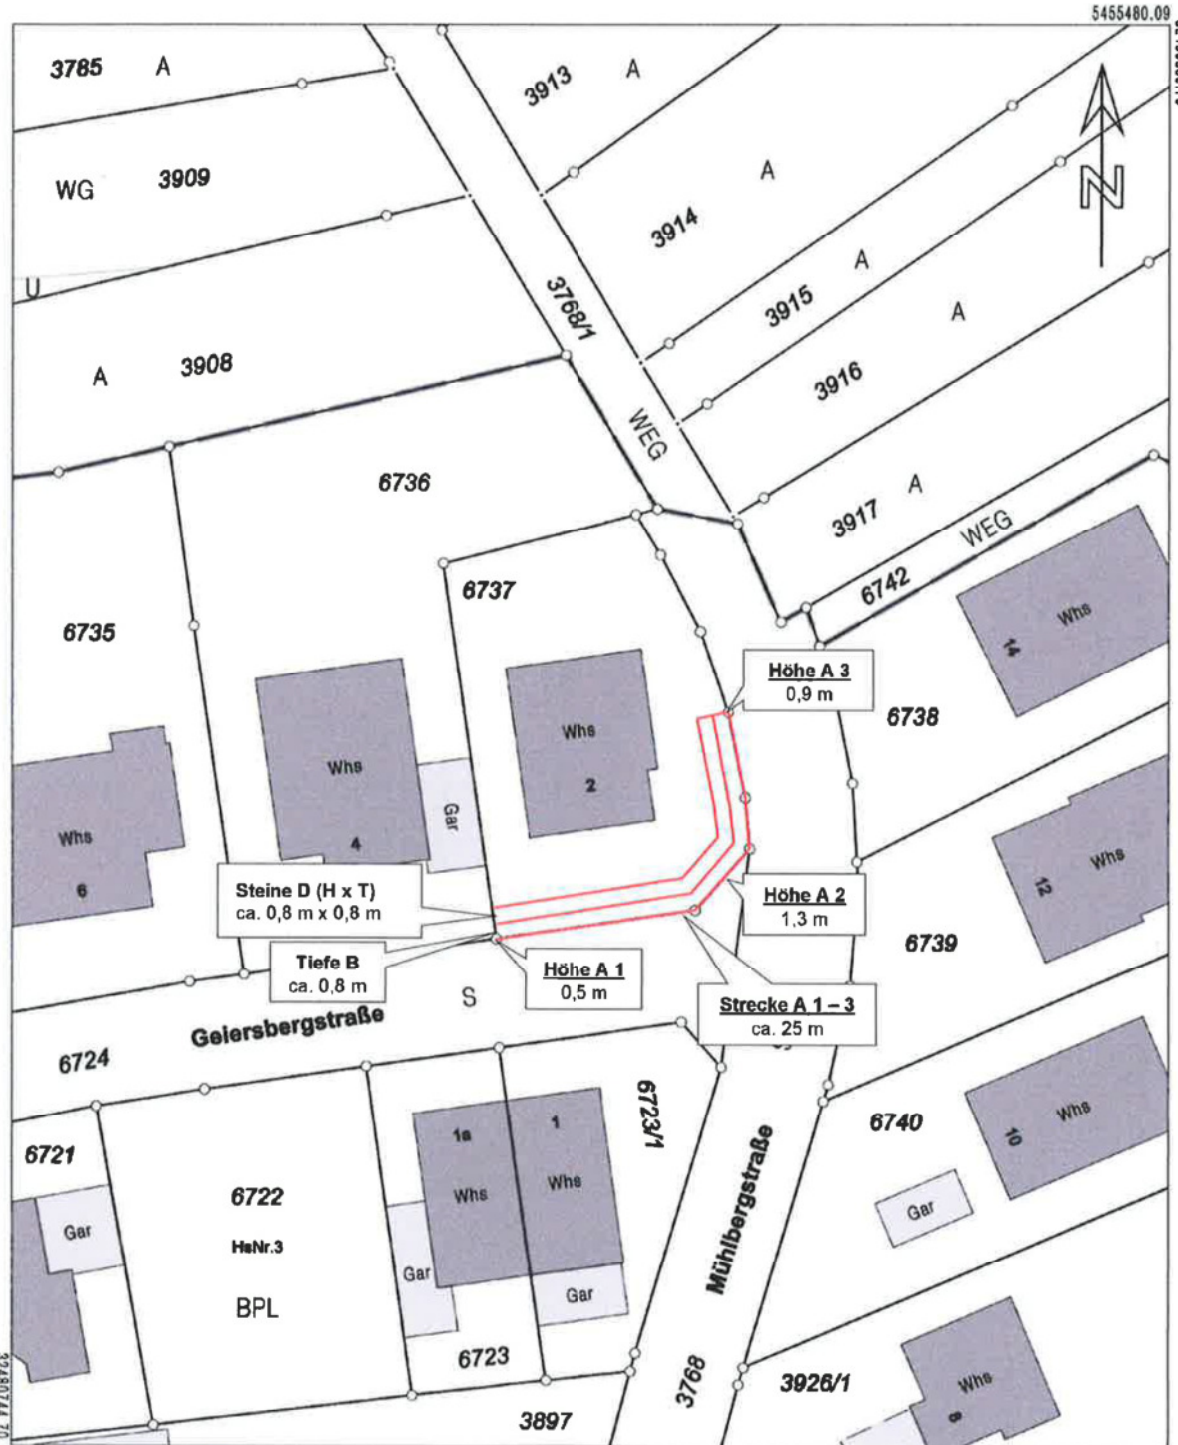 5455480.09
3785 A
3913 A
WG 3909
A
3914
N
U
3768/1
3915 A
A
A 3908
3916
WEG
6736
A
3917
WEG
6737
6742
6735
Whs
14
Höhe A 3
0,9 m
6738
Whs
2
Whs
4
Gar
Whs
6
Whs
12
Steine D (H x T)
ca. 0,8 m x 0,8 m
Höhe A 2
1,3 m
6739
Tiefe B
ca. 0,8 m
Höhe A 1
0,5 m
S
Strecke A 1 – 3
ca. 25 m
Geiersbergstraße
6724
6723/1
6740
Whs
10
1a
1
Whs
Whs
6721
6722
HsNr.3
BPL
Gar
Gar
Gar
Gar
Mühlbergstraße
6723
3768
3926/1
Whs
8
3897